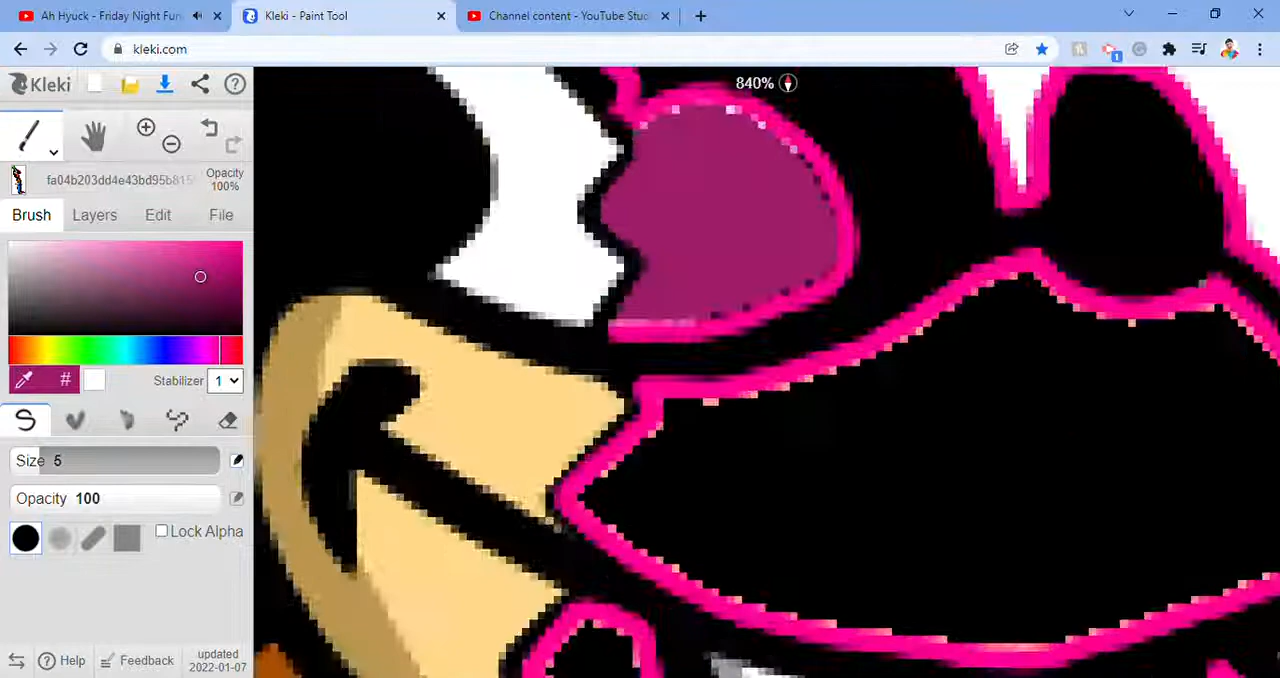 Ah Hyuck - Friday Night Fun
Kleki - Paint Tool
Channel content - YouTube Stud
kleki.com
840%
Opacity
100%
Brush Layers Edit File
#
Stabilizer 1
Size 5
Opacity 100
Lock Alpha
Help Feedback updated
2022-01-07